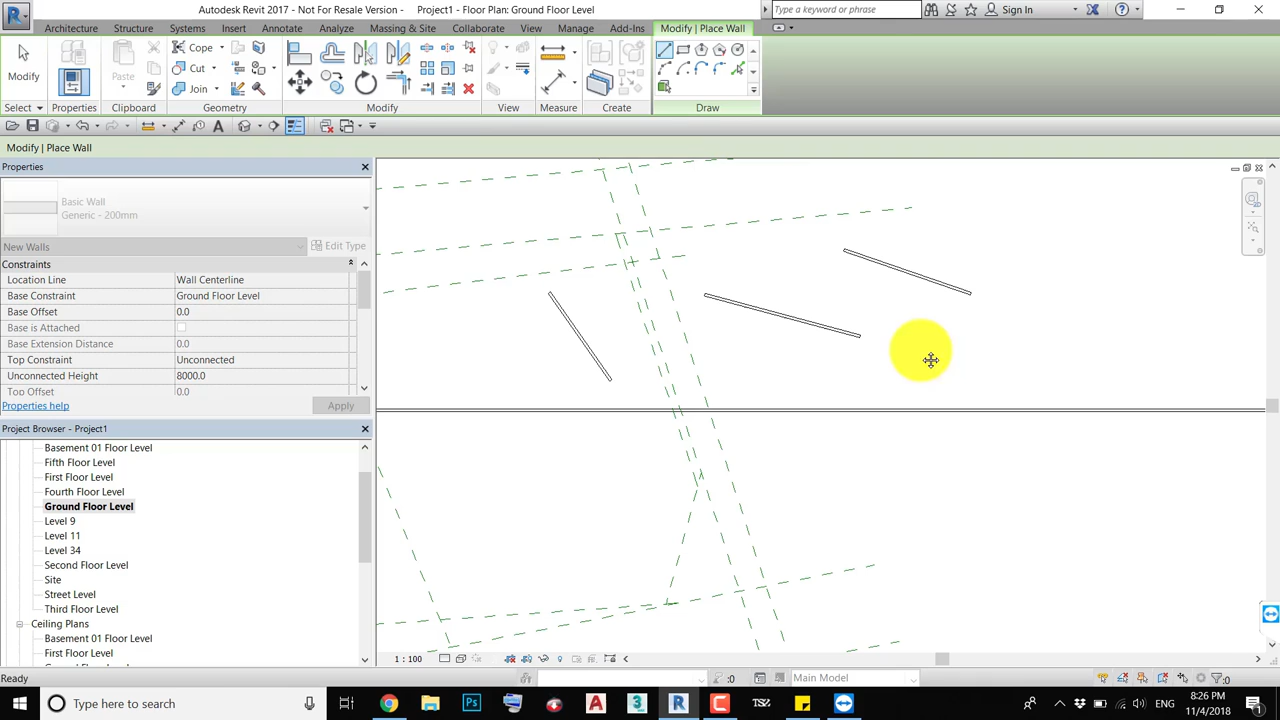 Autodesk Revit 2017 - Not For Resale Version - Project1 - Floor Plan: Ground Floor Level
Type a keyword or phrase
Sign In
Architecture Structure Systems Insert Annotate Analyze Massing & Site Collaborate View Manage Add-Ins Modify | Place Wall
Modify
Properties
Paste
Cope
Cut
Join
Select
Properties
Clipboard
Geometry
Modify
View
Measure
Create
Draw
Modify | Place Wall
Properties
Basic Wall
Generic - 200mm
New Walls
Edit Type
Constraints
Location Line Wall Centerline
Base Constraint Ground Floor Level
Base Offset 0.0
Base is Attached
Base Extension Distance 0.0
Top Constraint Unconnected
Unconnected Height 8000.0
Top Offset 0.0
Properties help
Apply
Project Browser - Project1
Basement 01 Floor Level
Fifth Floor Level
First Floor Level
Fourth Floor Level
Ground Floor Level
Level 9
Level 11
Level 34
Second Floor Level
Site
Street Level
Third Floor Level
Ceiling Plans
Basement 01 Floor Level
1 : 100
Ready
:0
Main Model
:0
Type here to search
ENG
8:26 PM
11/4/2018